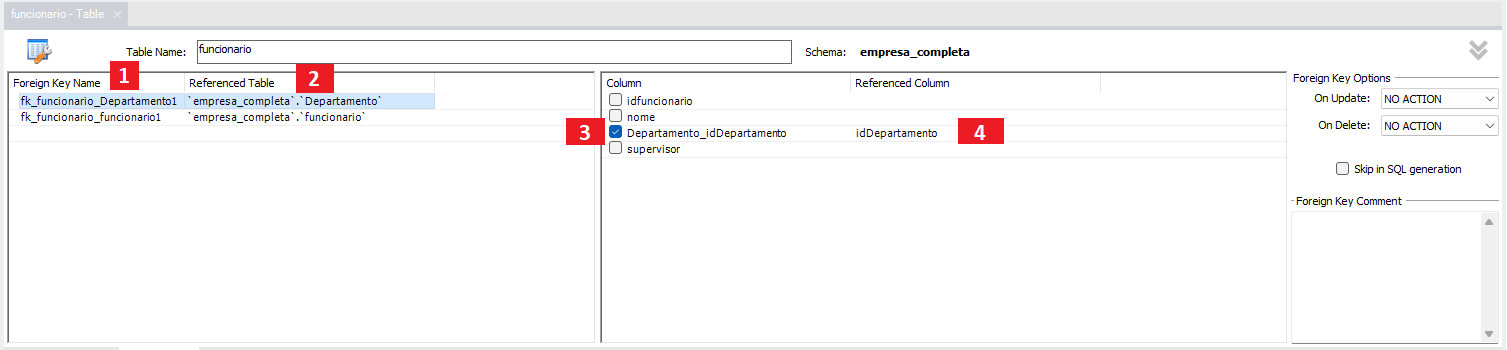 funcionario - Table ×
Table Name: funcionario Schema: empresa_completa
Foreign Key Name 1 Referenced Table 2
fk_funcionario_Departamento1 `empresa_completa`.`Departamento`
fk_funcionario_funcionario1 `empresa_completa`.`funcionario`
Column Referenced Column
idfuncionario
nome
3 Departamento_idDepartamento idDepartamento 4
supervisor
Foreign Key Options
On Update: NO ACTION
On Delete: NO ACTION
Skip in SQL generation
Foreign Key Comment